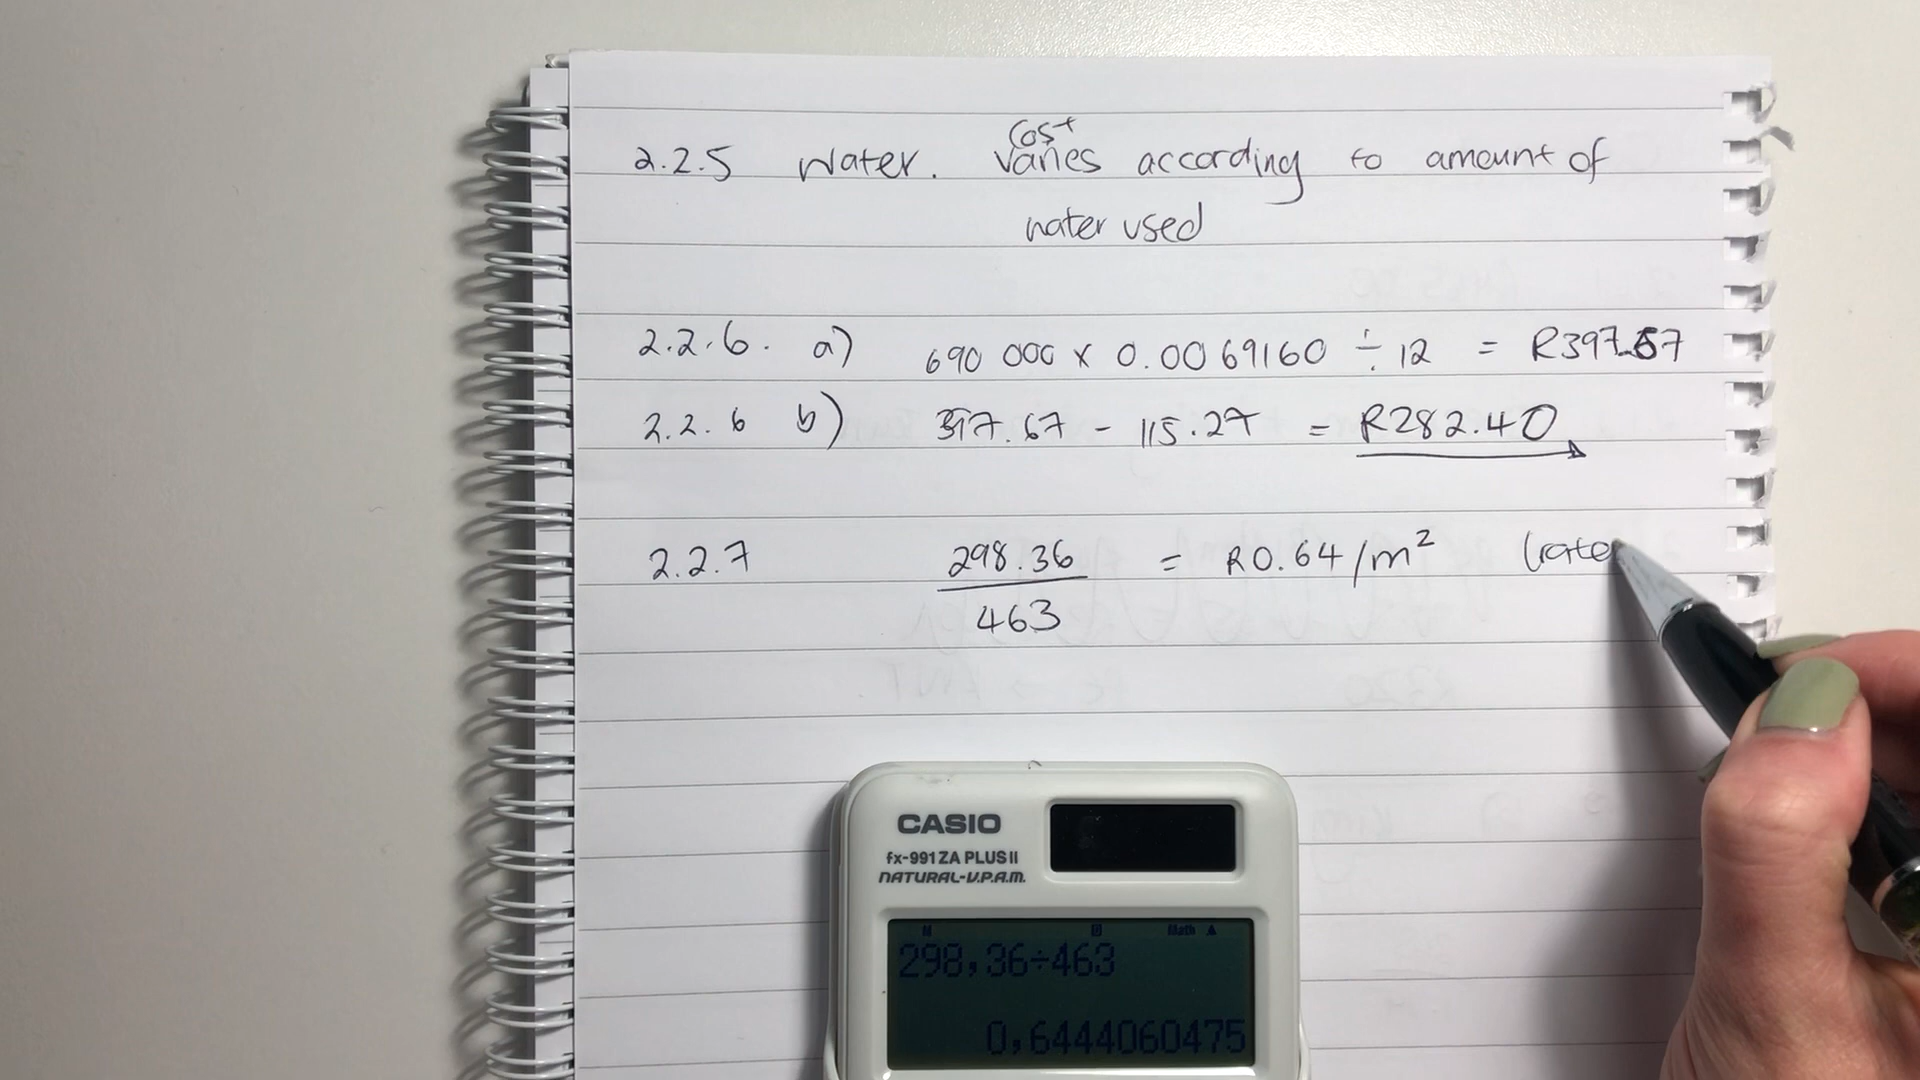 2.2.5 Water. Cost varies according to amount of
water used
2.2.6. a) 690 000 x 0.0069160 ÷ 12 = R397.67
2.2.6 b) 397.67 - 115.27 = R282.40
2.2.7 298.36 = R0.64/m² (rate
463
CASIO
fx-991ZA PLUS II
NATURAL-V.P.A.M.
M D Math ▲
298,36÷463
0,6444060475